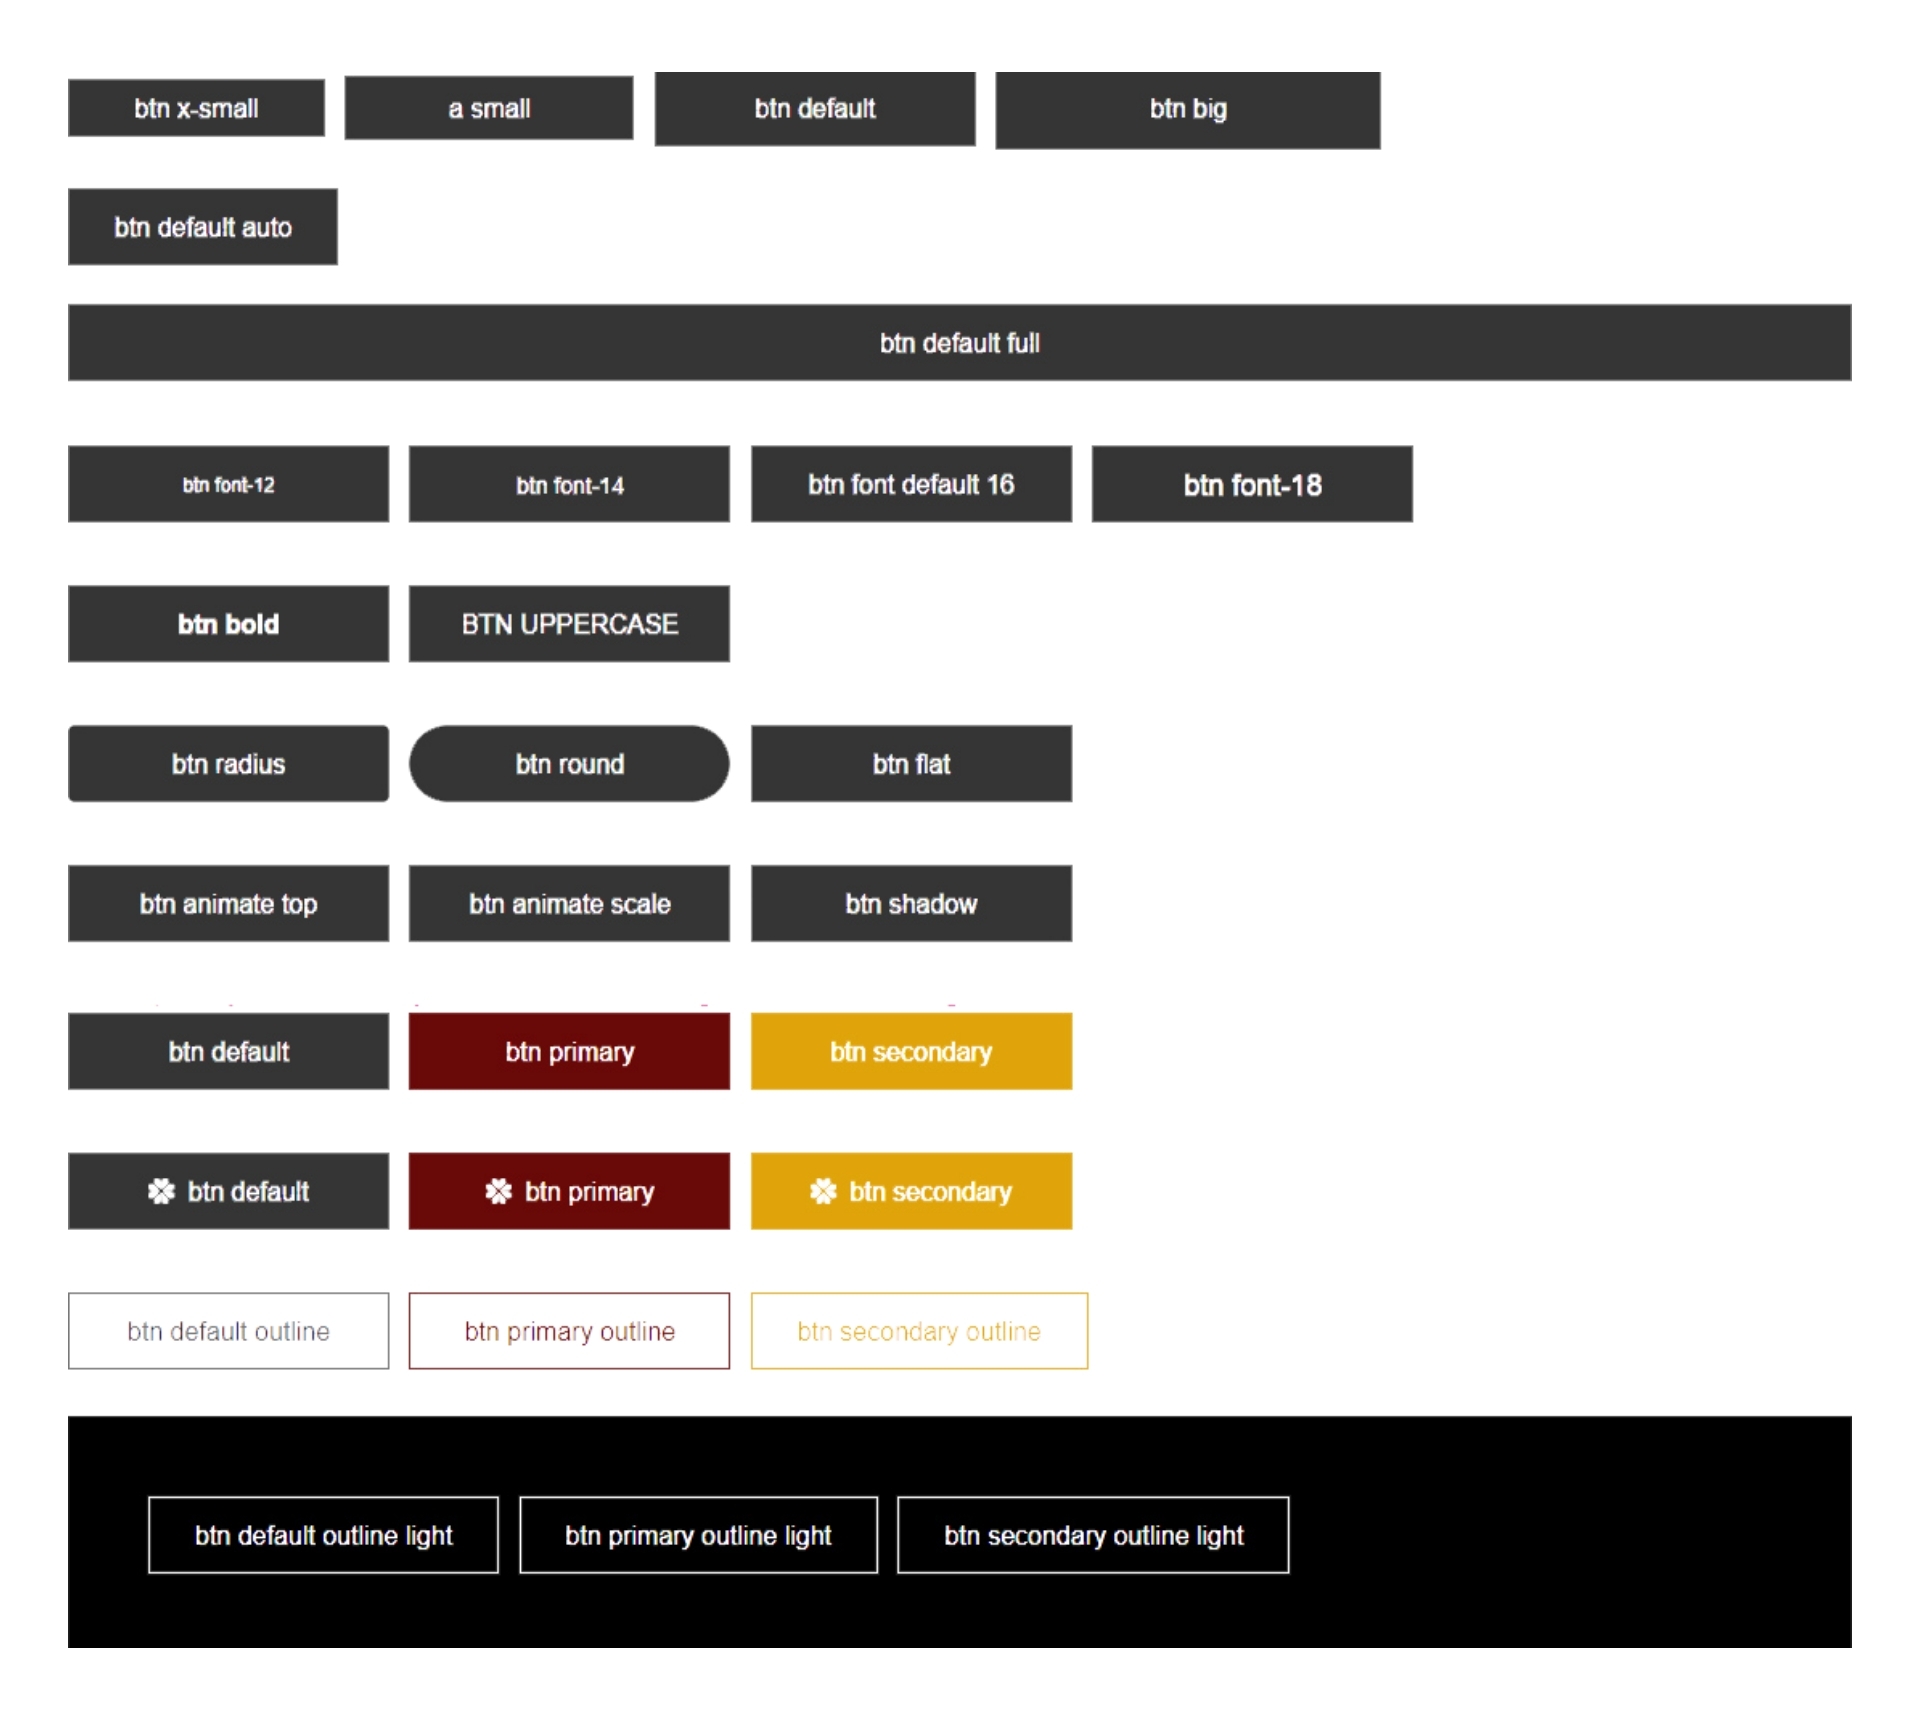 btn x-small a small btn default btn big
btn default auto
btn default full
btn font-12 btn font-14 btn font default 16 btn font-18
btn bold BTN UPPERCASE
btn radius btn round btn flat
btn animate top btn animate scale btn shadow
btn default btn primary btn secondary
btn default btn primary btn secondary
btn default outline btn primary outline btn secondary outline
btn default outline light btn primary outline light btn secondary outline light